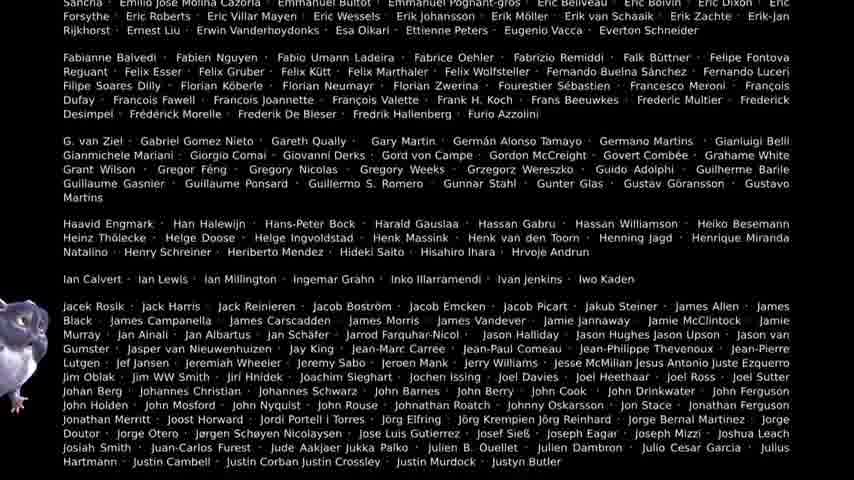 Sancha · Emilio José Molina Cazorla · Emmanuel Bultot · Emmanuel Pognant-gros · Eric Beliveau · Eric Boivin · Eric Dixon · Eric
Forsythe · Eric Roberts · Eric Villar Mayen · Eric Wessels · Erik Johansson · Erik Möller · Erik van Schaaik · Erik Zachte · Erik-Jan
Rijkhorst · Ernest Liu · Erwin Vanderhoydonks · Esa Oikari · Ettienne Peters · Eugenio Vacca · Everton Schneider
Fabianne Balvedi · Fabien Nguyen · Fabio Umann Ladeira · Fabrice Oehler · Fabrizio Remiddi · Falk Büttner · Felipe Fontova
Reguant · Felix Esser · Felix Gruber · Felix Kütt · Felix Marthaler · Felix Wolfsteller · Fernando Buelna Sánchez · Fernando Luceri
Filipe Soares Dilly · Florian Köberle · Florian Neumayr · Florian Zwerina · Fourestier Sébastien · Francesco Meroni · François
Dufay · Francois Fawell · Francois Joannette · François Valette · Frank H. Koch · Frans Beeuwkes · Frederic Multier · Frederick
Desimpel · Frédérick Morelle · Frederik De Bleser · Fredrik Hallenberg · Furio Azzolini
G. van Ziel · Gabriel Gomez Nieto · Gareth Qually · Gary Martin · Germán Alonso Tamayo · Germano Martins · Gianluigi Belli
Gianmichele Mariani · Giorgio Comai · Giovanni Derks · Gord von Campe · Gordon McCreight · Govert Combée · Grahame White
Grant Wilson · Gregor Féng · Gregory Nicolas · Gregory Weeks · Grzegorz Wereszko · Guido Adolphi · Guilherme Barile
Guillaume Gasnier · Guillaume Ponsard · Guillermo S. Romero · Gunnar Stahl · Gunter Glas · Gustav Göransson · Gustavo
Martins
Haavid Engmark · Han Halewijn · Hans-Peter Bock · Harald Gauslaa · Hassan Gabru · Hassan Williamson · Heiko Besemann
Heinz Thölecke · Helge Doose · Helge Ingvoldstad · Henk Massink · Henk van den Toorn · Henning Jagd · Henrique Miranda
Natalino · Henry Schreiner · Heriberto Mendez · Hideki Saito · Hisahiro Ihara · Hrvoje Andrun
Ian Calvert · Ian Lewis · Ian Millington · Ingemar Grahn · Inko Illarramendi · Ivan Jenkins · Iwo Kaden
Jacek Rosik · Jack Harris · Jack Reinieren · Jacob Boström · Jacob Emcken · Jacob Picart · Jakub Steiner · James Allen · James
Black · James Campanella · James Carscadden · James Morris · James Vandever · Jamie Jannaway · Jamie McClintock · Jamie
Murray · Jan Ainali · Jan Albartus · Jan Schäfer · Jarrod Farquhar-Nicol · Jason Halliday · Jason Hughes Jason Upson · Jason van
Gumster · Jasper van Nieuwenhuizen · Jay King · Jean-Marc Carree · Jean-Paul Comeau · Jean-Philippe Thevenoux · Jean-Pierre
Lutgen · Jef Jansen · Jeremiah Wheeler · Jeremy Sabo · Jeroen Mank · Jerry Williams · Jesse McMilian Jesus Antonio Juste Ezquerro
Jim Oblak · Jim WW Smith · Jirí Hnídek · Joachim Sieghart · Jochen Issing · Joel Davies · Joel Heethaar · Joel Ross · Joel Sutter
Johan Berg · Johannes Christian · Johannes Schwarz · John Barnes · John Berry · John Cook · John Drinkwater · John Ferguson
John Holden · John Mosford · John Nyquist · John Rouse · Johnathan Roatch · Johnny Oskarsson · Jon Stace · Jonathan Ferguson
Jonathan Merritt · Joost Horward · Jordi Portell i Torres · Jörg Elfring · Jörg Krempien Jörg Reinhard · Jorge Bernal Martinez · Jorge
Doutor · Jorge Otero · Jørgen Schøyen Nicolaysen · Jose Luis Gutierrez · Josef Sieß · Joseph Eagar · Joseph Mizzi · Joshua Leach
Josiah Smith · Juan-Carlos Furest · Jude Aakjaer Jukka Palko · Julien B. Ouellet · Julien Dambron · Julio Cesar Garcia · Julius
Hartmann · Justin Cambell · Justin Corban Justin Crossley · Justin Murdock · Justyn Butler